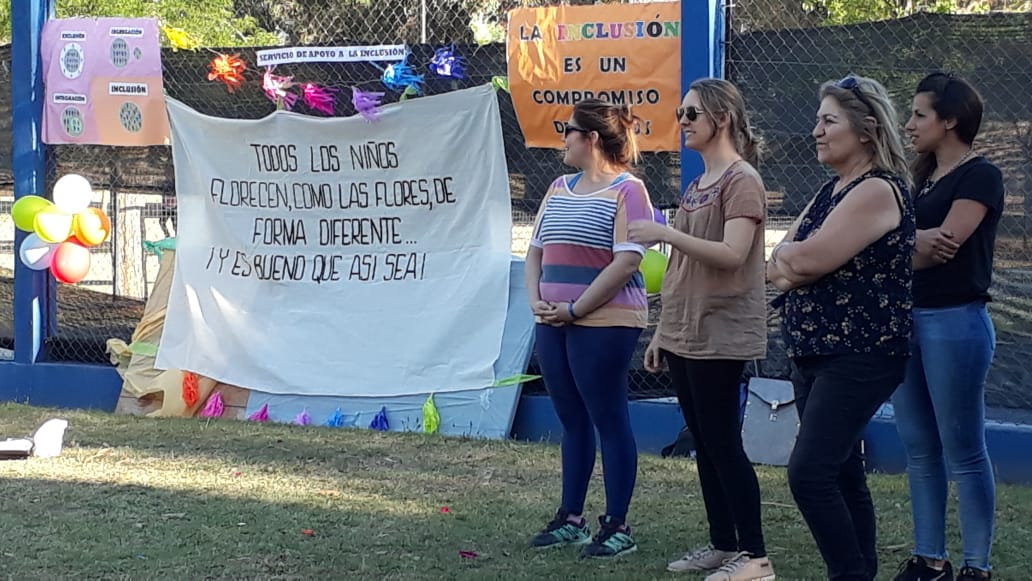 EXCLUSIÓN
SEGREGACIÓN
INTEGRACIÓN
INCLUSIÓN
SERVICIO DE APOYO A LA INCLUSIÓN
LA INCLUSIÓN
ES UN
COMPROMISO
TODOS LOS NIÑOS
FLORECEN, COMO LAS FLORES, DE
FORMA DIFERENTE...
¡Y ES BUENO QUE ASI SEA!